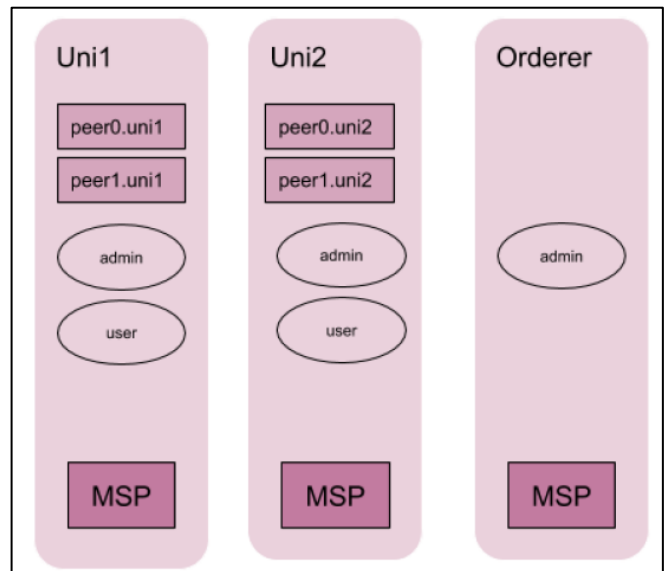 Uni1
peer0.uni1
peer1.uni1
admin
user
MSP
Uni2
peer0.uni2
peer1.uni2
admin
user
MSP
Orderer
admin
MSP